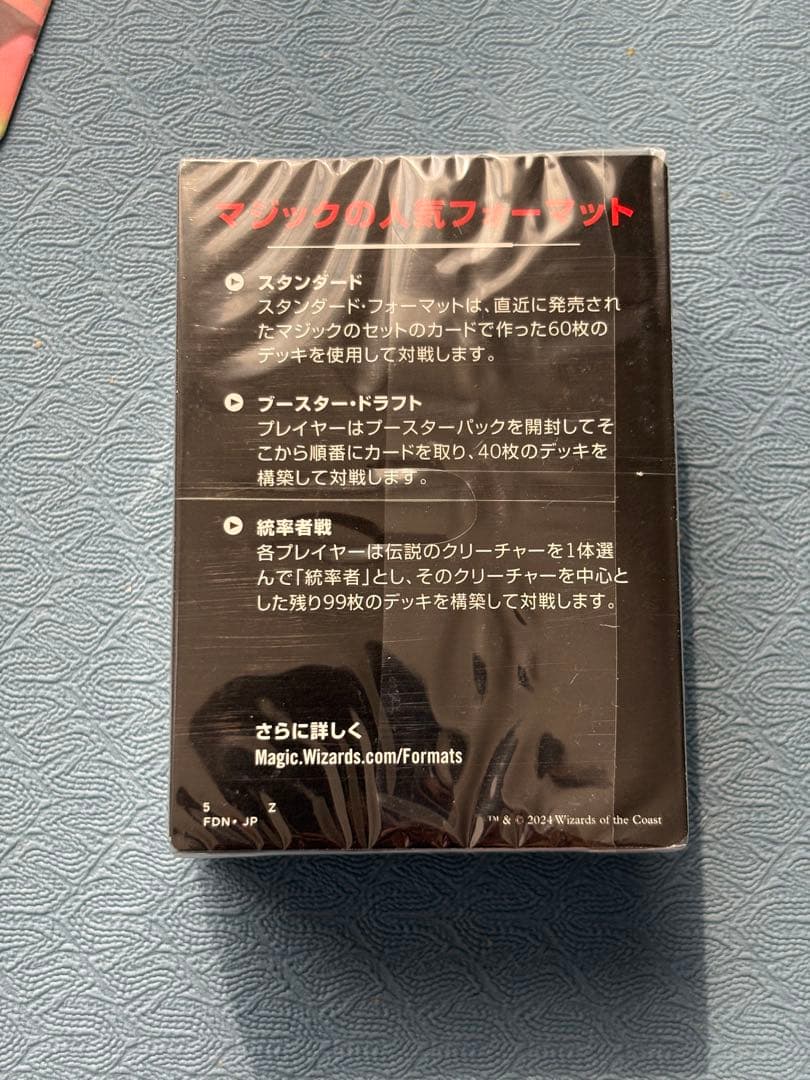 マジックの人気フォーマット
スタンダード
スタンダード・フォーマットは、直近に発売され
たマジックのセットのカードで作った60枚の
デッキを使用して対戦します。
ブースター・ドラフト
プレイヤーはブースターパックを開封してそ
こから順番にカードを取り、40枚のデッキを
構築して対戦します。
統率者戦
各プレイヤーは伝説のクリーチャーを1体選
んで「統率者」とし、そのクリーチャーを中心と
した残り99枚のデッキを構築して対戦します。
さらに詳しく
Magic.Wizards.com/Formats
5 Z
FDN• JP
™ & © 2024 Wizards of the Coast